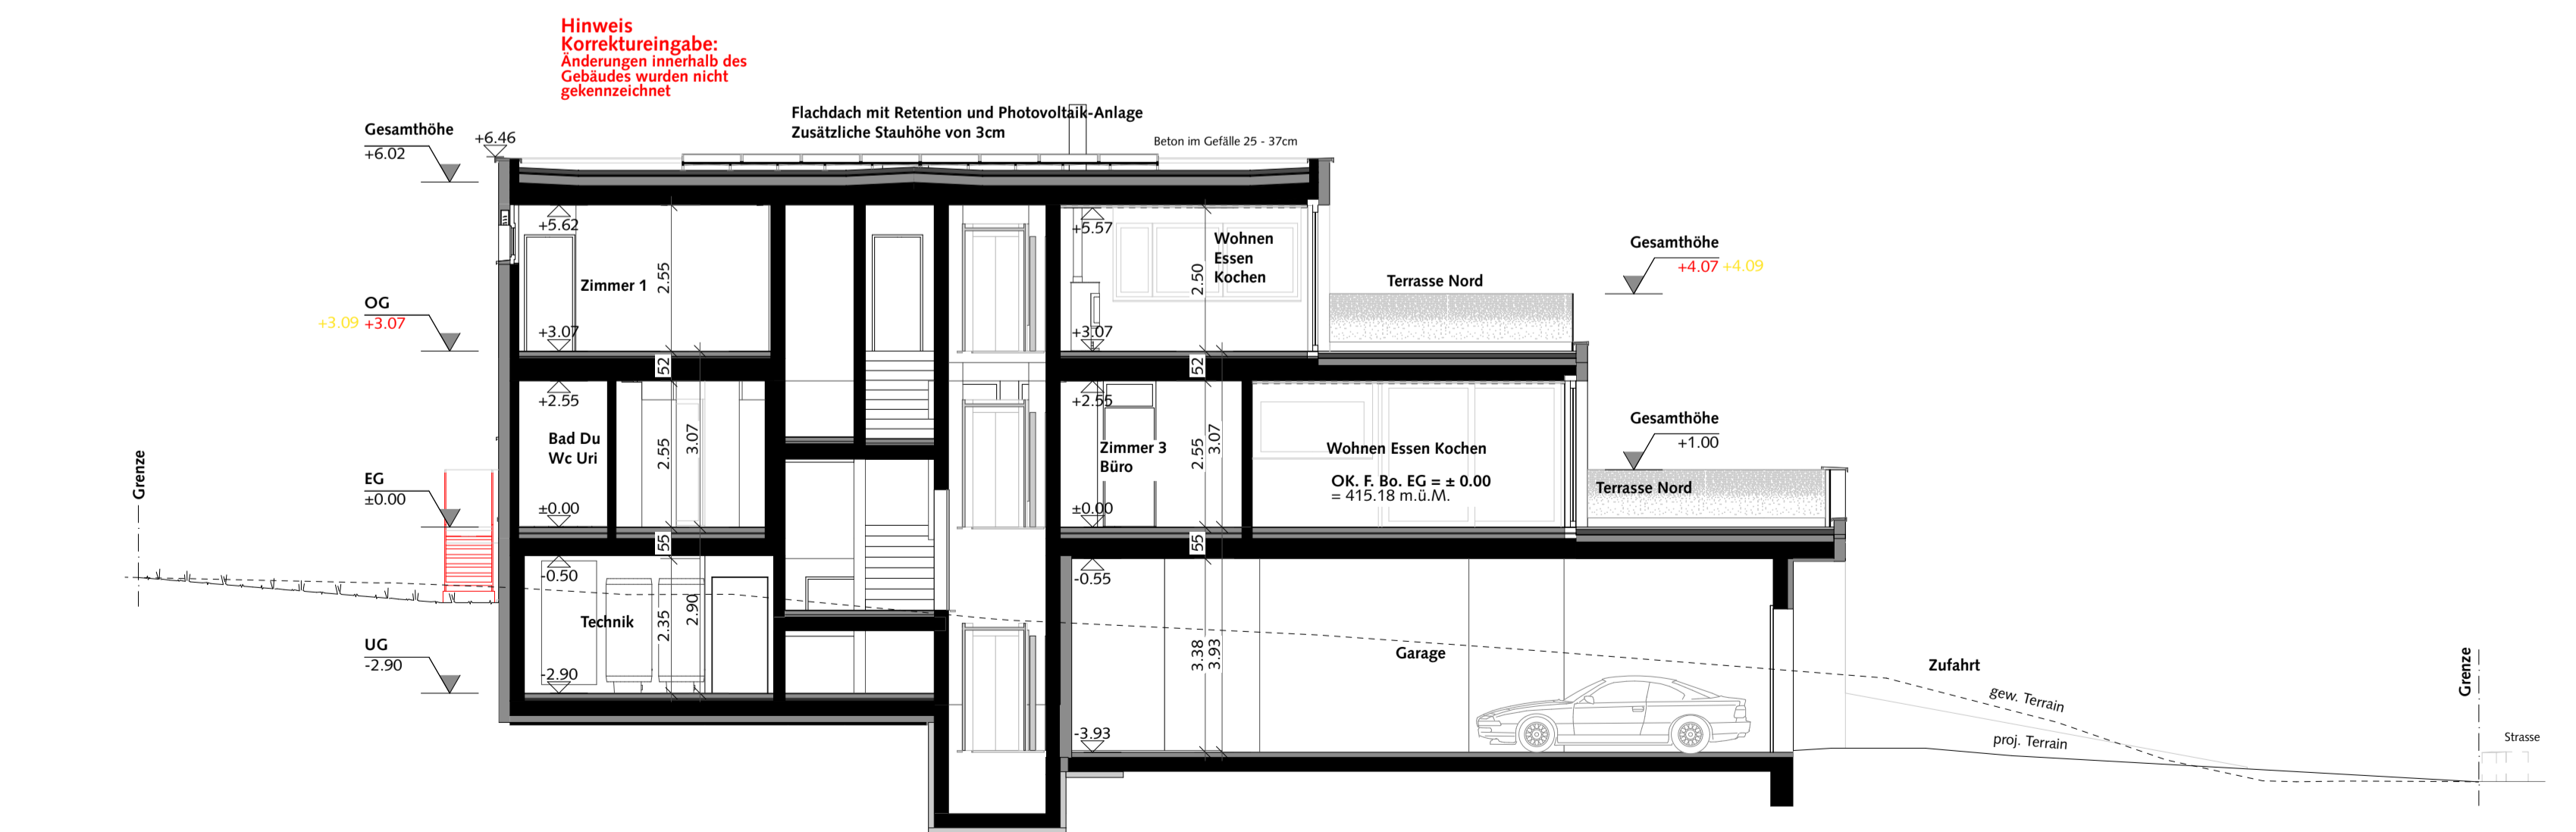 Hinweis
Korrektureingabe:
Änderungen innerhalb des
Gebäudes wurden nicht
gekennzeichnet
Flachdach mit Retention und Photovoltaik-Anlage
Zusätzliche Stauhöhe von 3cm
Beton im Gefälle 25 - 37cm
Gesamthöhe
+6.02
+6.46
+5.62
Zimmer 1
2.55
+3.07
+5.57
2.50
Wohnen
Essen
Kochen
+3.07
Terrasse Nord
Gesamthöhe
+4.07 +4.09
OG
+3.09 +3.07
52
52
+2.55
Bad Du
Wc Uri
2.55
3.07
±0.00
+2.55
Zimmer 3
Büro
2.55
3.07
±0.00
Wohnen Essen Kochen
OK. F. Bo. EG = ± 0.00
= 415.18 m.ü.M.
Gesamthöhe
+1.00
Terrasse Nord
Grenze
EG
±0.00
55
55
-0.50
Technik
2.35
2.90
-2.90
-0.55
3.38
3.93
Garage
-3.93
UG
-2.90
Zufahrt
gew. Terrain
proj. Terrain
Grenze
Strasse